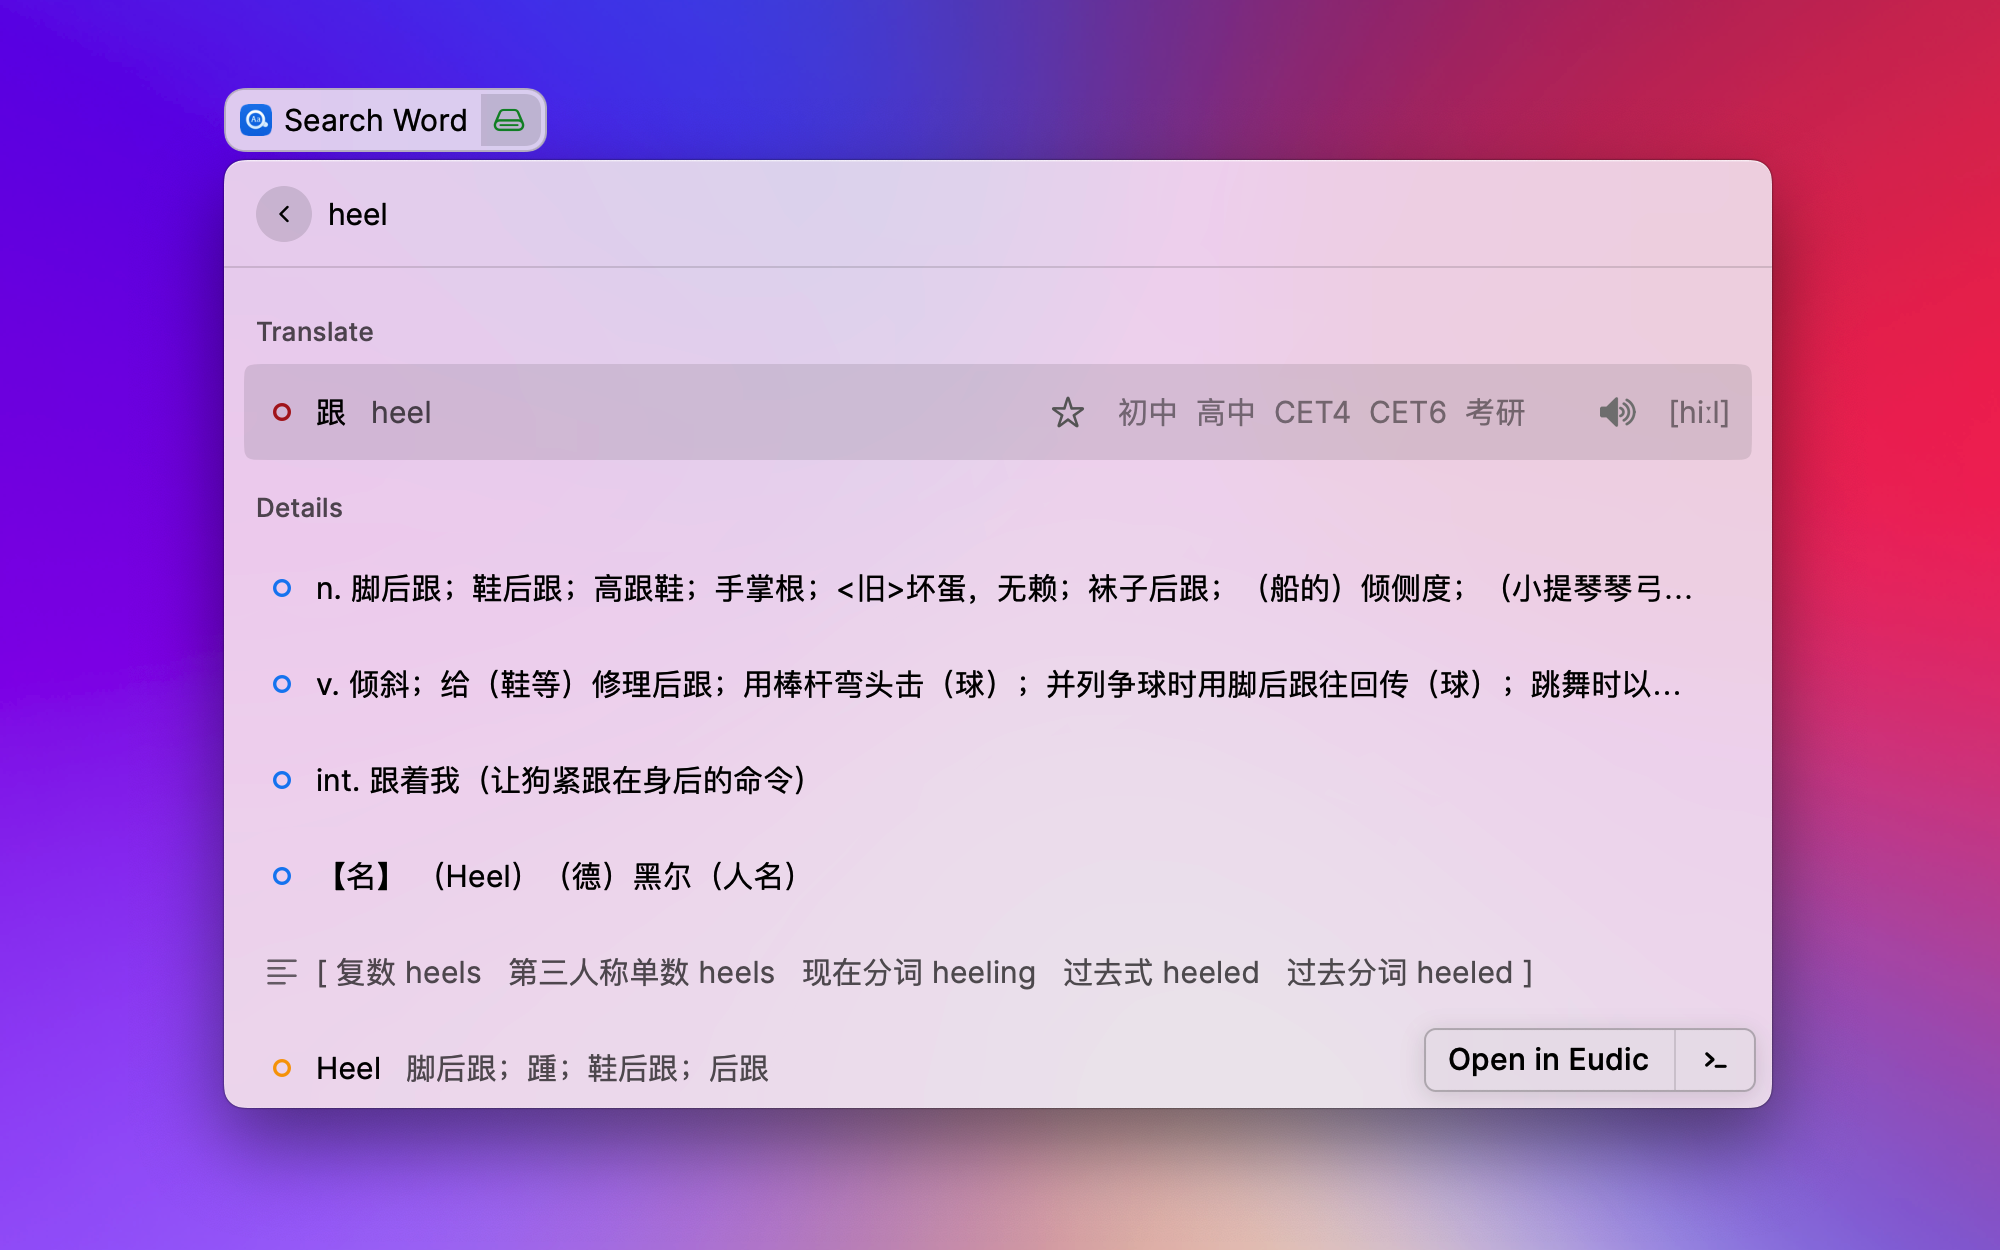 Search Word
heel
Translate
跟 heel 初中 高中 CET4 CET6 考研 [hi:l]
Details
n. 脚后跟；鞋后跟；高跟鞋；手掌根；<旧>坏蛋，无赖；袜子后跟；（船的）倾侧度；（小提琴琴弓...
v. 倾斜；给（鞋等）修理后跟；用棒杆弯头击（球）；并列争球时用脚后跟往回传（球）；跳舞时以...
int. 跟着我（让狗紧跟在身后的命令）
【名】 （Heel）（德）黑尔（人名）
[ 复数 heels 第三人称单数 heels 现在分词 heeling 过去式 heeled 过去分词 heeled ]
Heel 脚后跟；踵；鞋后跟；后跟
Open in Eudic